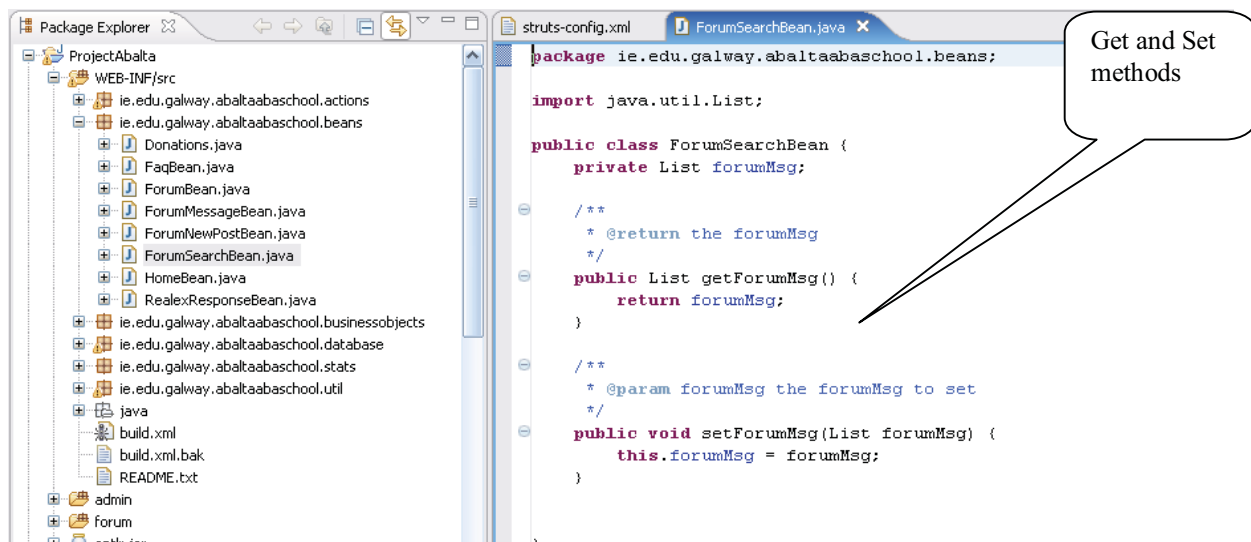 Package Explorer
ProjectAbalta
WEB-INF/src
ie.edu.galway.abaltaabaschool.actions
ie.edu.galway.abaltaabaschool.beans
Donations.java
FaqBean.java
ForumBean.java
ForumMessageBean.java
ForumNewPostBean.java
ForumSearchBean.java
HomeBean.java
RealexResponseBean.java
ie.edu.galway.abaltaabaschool.businessobjects
ie.edu.galway.abaltaabaschool.database
ie.edu.galway.abaltaabaschool.stats
ie.edu.galway.abaltaabaschool.util
java
build.xml
build.xml.bak
README.txt
admin
forum
struts-config.xml
ForumSearchBean.java
package ie.edu.galway.abaltaabaschool.beans;
import java.util.List;
public class ForumSearchBean {
private List forumMsg;
/**
* @return the forumMsg
*/
public List getForumMsg() {
return forumMsg;
}
/**
* @param forumMsg the forumMsg to set
*/
public void setForumMsg(List forumMsg) {
this.forumMsg = forumMsg;
}
Get and Set
methods